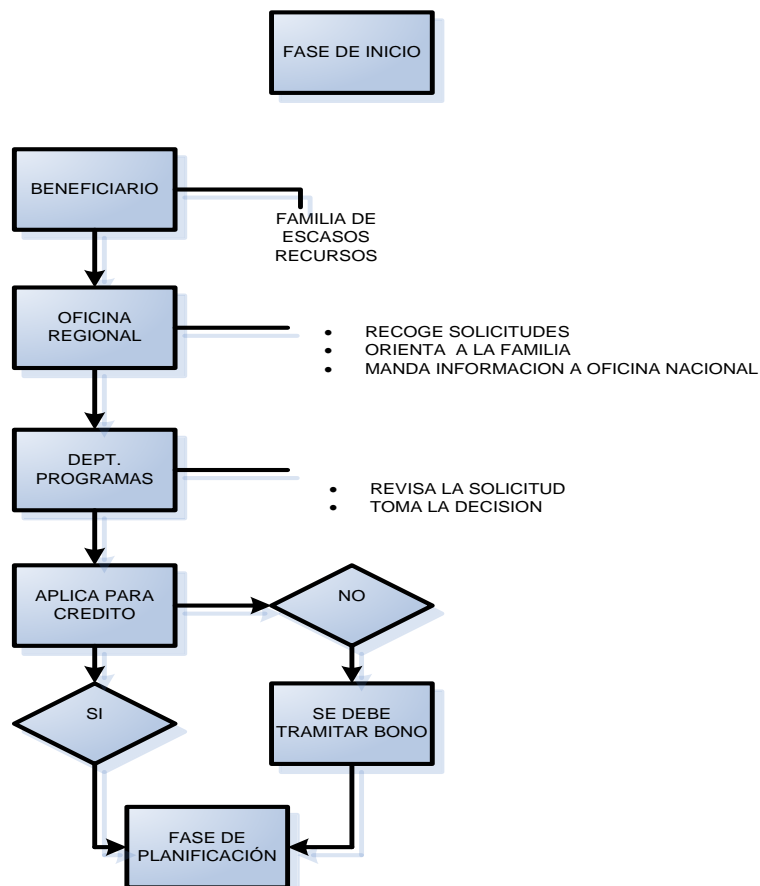 FASE DE INICIO
BENEFICIARIO
FAMILIA DE
ESCASOS
RECURSOS
OFICINA
REGIONAL
• RECOGE SOLICITUDES
• ORIENTA A LA FAMILIA
• MANDA INFORMACION A OFICINA NACIONAL
DEPT.
PROGRAMAS
• REVISA LA SOLICITUD
• TOMA LA DECISION
APLICA PARA
CREDITO
NO
SI
SE DEBE
TRAMITAR BONO
FASE DE
PLANIFICACIÓN